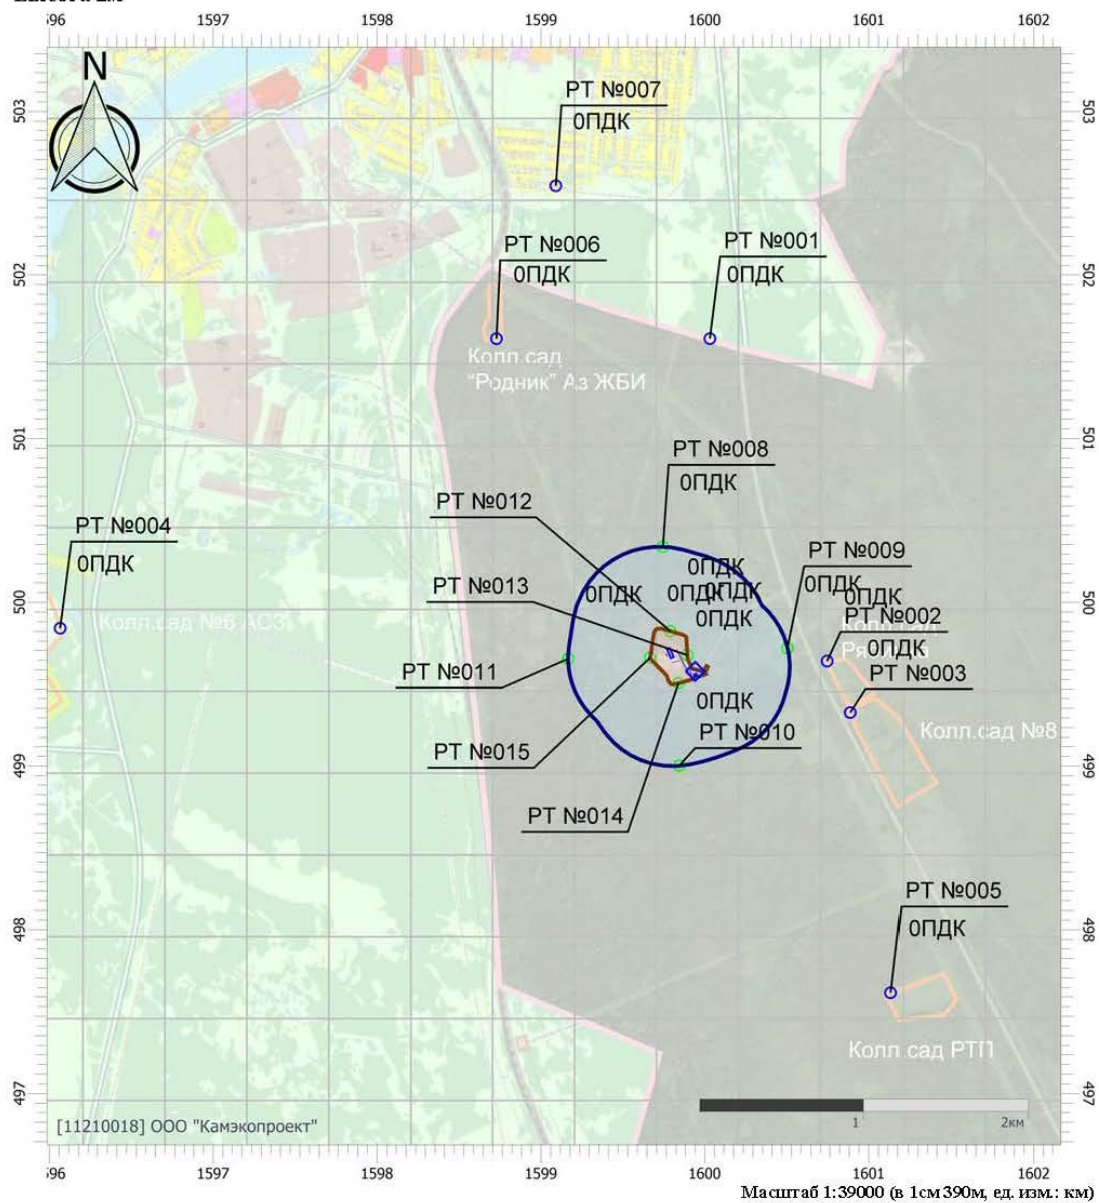 596 1597 1598 1599 1600 1601 1602
N
503
503
РТ №007
0ПДК
502
502
РТ №006
0ПДК
РТ №001
0ПДК
Колл.сад
"Родник" Аз ЖБИ
501
501
РТ №008
0ПДК
РТ №012
РТ №004
0ПДК
РТ №009
0ПДК
0ПДК
РТ №013
0ПДК
0ПДК
0ПДК
0ПДК
0ПДК
500
500
РТ №002
0ПДК
Колл.сад №6 АСЗ
Колл.сад
РТ №011
РТ №003
0ПДК
Колл.сад №8
РТ №010
РТ №015
499
499
РТ №014
РТ №005
0ПДК
498
498
Колл.сад РТП
497
497
[11210018] ООО "Камэкопроект"
1 2км
596 1597 1598 1599 1600 1601 1602
Масштаб 1:39000 (в 1см 390м, ед. изм.: км)